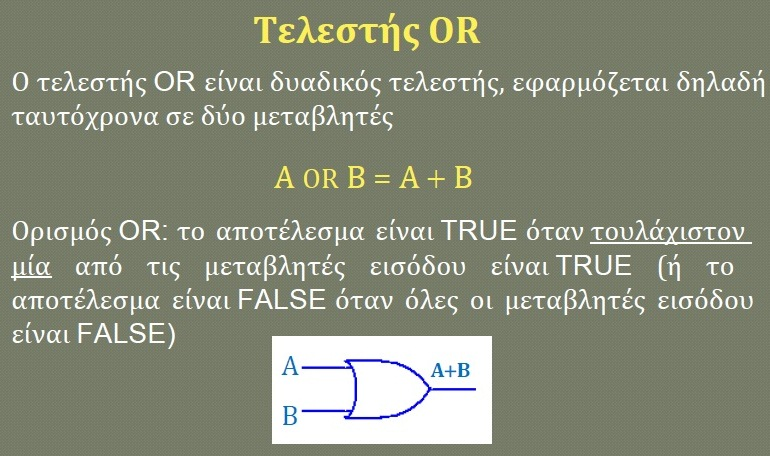 Τελεστής OR
Ο τελεστής OR είναι δυαδικός τελεστής, εφαρμόζεται δηλαδή
ταυτόχρονα σε δύο μεταβλητές
A OR B = A + B
Ορισμός OR: το αποτέλεσμα είναι TRUE όταν τουλάχιστον
μία από τις μεταβλητές εισόδου είναι TRUE (ή το
αποτέλεσμα είναι FALSE όταν όλες οι μεταβλητές εισόδου
είναι FALSE)
A
A+B
B